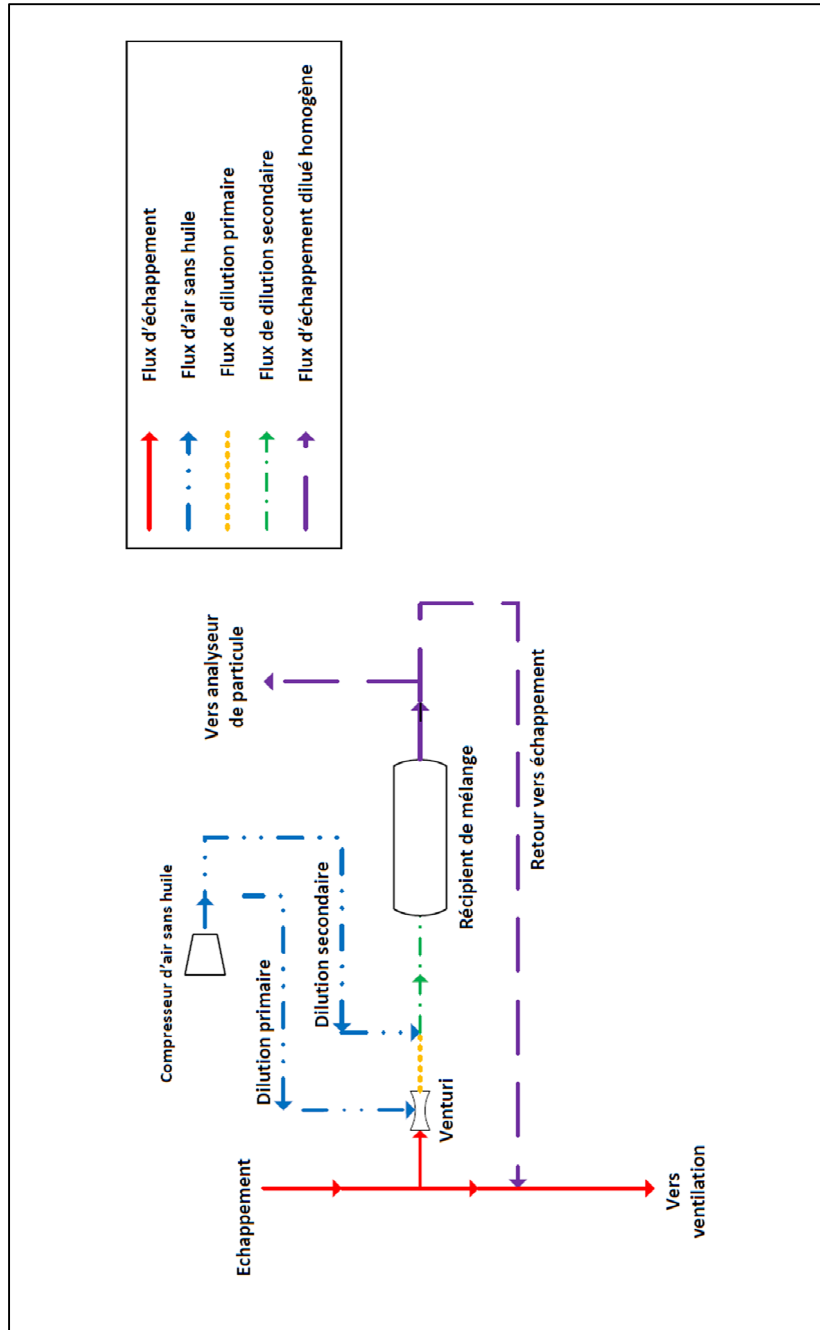 Flux d'échappement
Flux d'air sans huile
Flux de dilution primaire
Flux de dilution secondaire
Flux d'échappement dilué homogène
Compresseur d'air sans huile
Vers analyseur
de particule
Dilution primaire
Dilution secondaire
Echappement
Venturi
Récipient de mélange
Retour vers échappement
Vers
ventilation